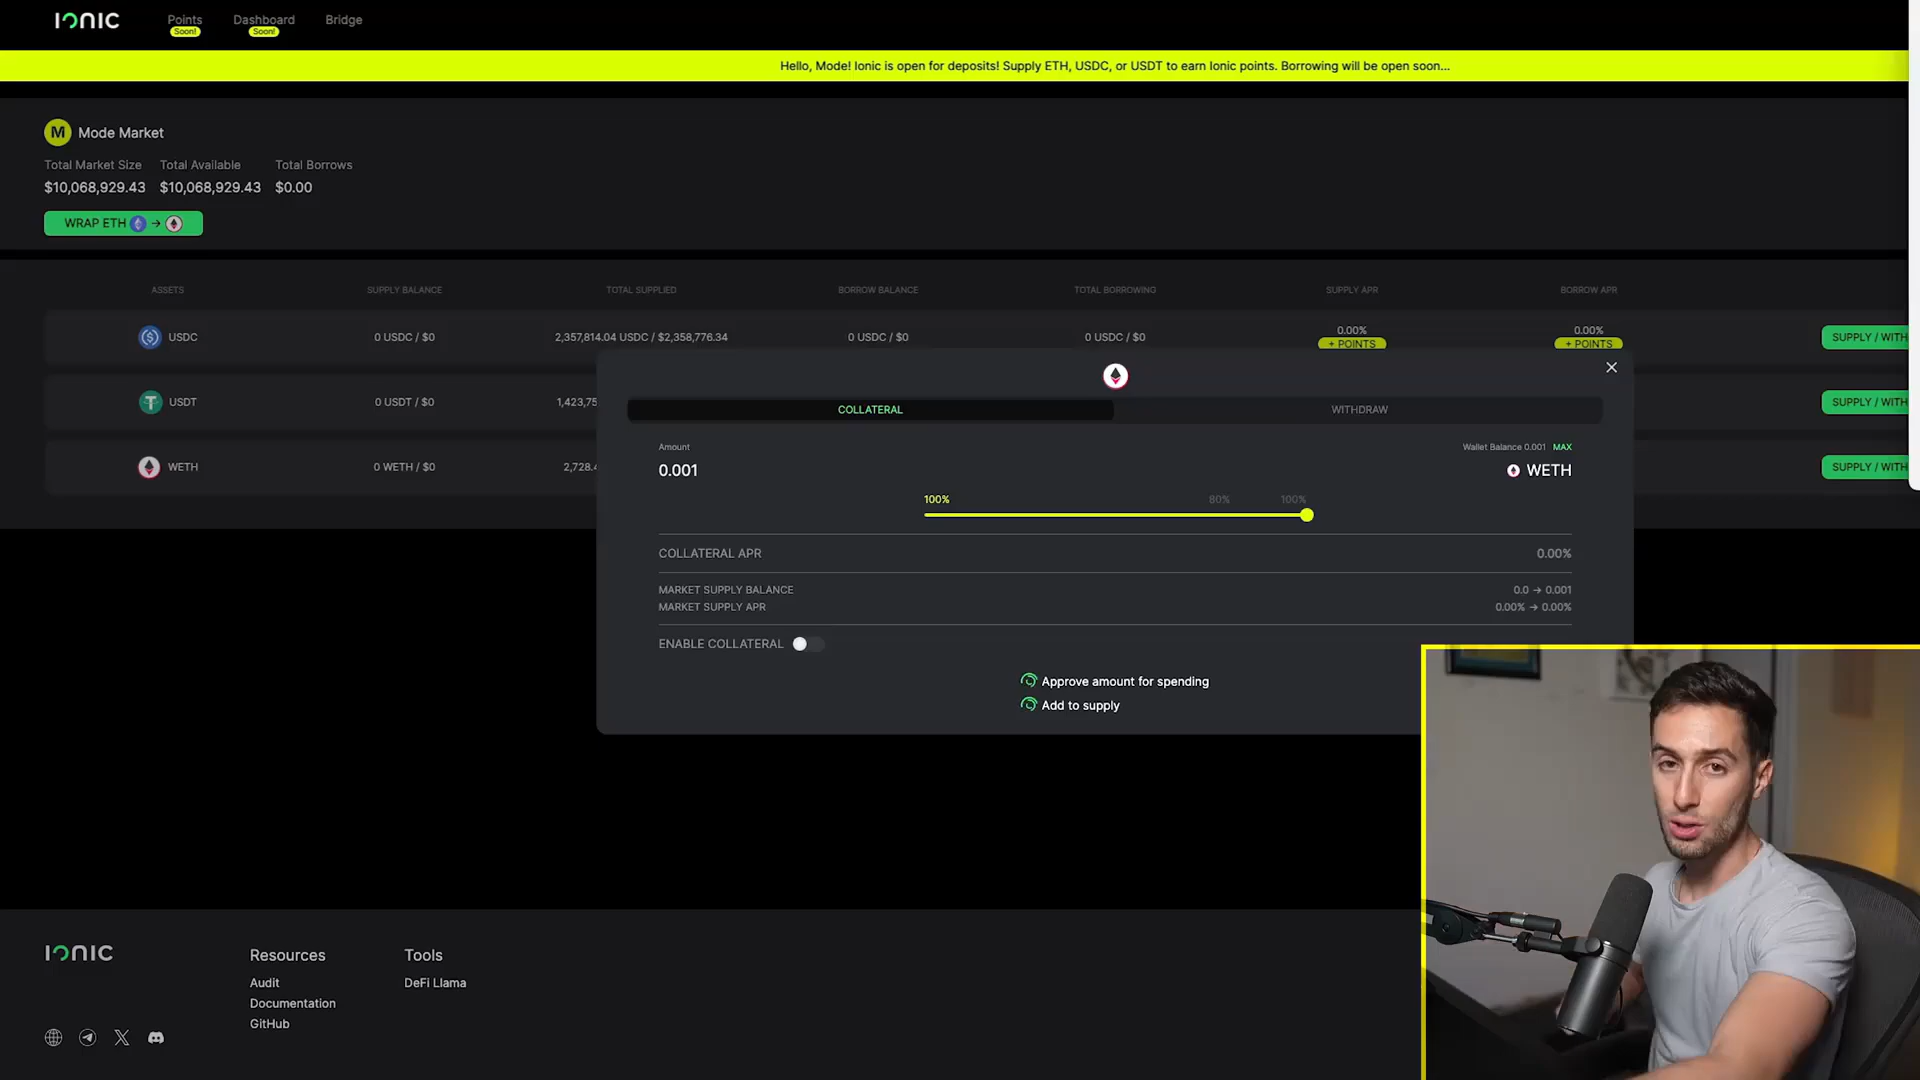 IONIC
Points
Soon!
Dashboard
Soon!
Bridge
Hello, Mode! Ionic is open for deposits! Supply ETH, USDC, or USDT to earn Ionic points. Borrowing will be open soon...
M Mode Market
Total Market Size Total Available Total Borrows
$10,068,929.43 $10,068,929.43 $0.00
WRAP ETH →
ASSETS SUPPLY BALANCE TOTAL SUPPLIED BORROW BALANCE TOTAL BORROWING SUPPLY APR BORROW APR
USDC 0 USDC / $0 2,357,814.04 USDC / $2,358,776.34 0 USDC / $0 0 USDC / $0 0.00% 0.00%
+ POINTS + POINTS
SUPPLY / WITH
USDT 0 USDT / $0 1,423,75
SUPPLY / WITH
WETH 0 WETH / $0 2,728.4
SUPPLY / WITH
COLLATERAL WITHDRAW
Amount Wallet Balance 0.001 MAX
0.001 WETH
100% 80% 100%
COLLATERAL APR 0.00%
MARKET SUPPLY BALANCE 0.0 → 0.001
MARKET SUPPLY APR 0.00% → 0.00%
ENABLE COLLATERAL
Approve amount for spending
Add to supply
IONIC
Resources
Audit
Documentation
GitHub
Tools
DeFi Llama